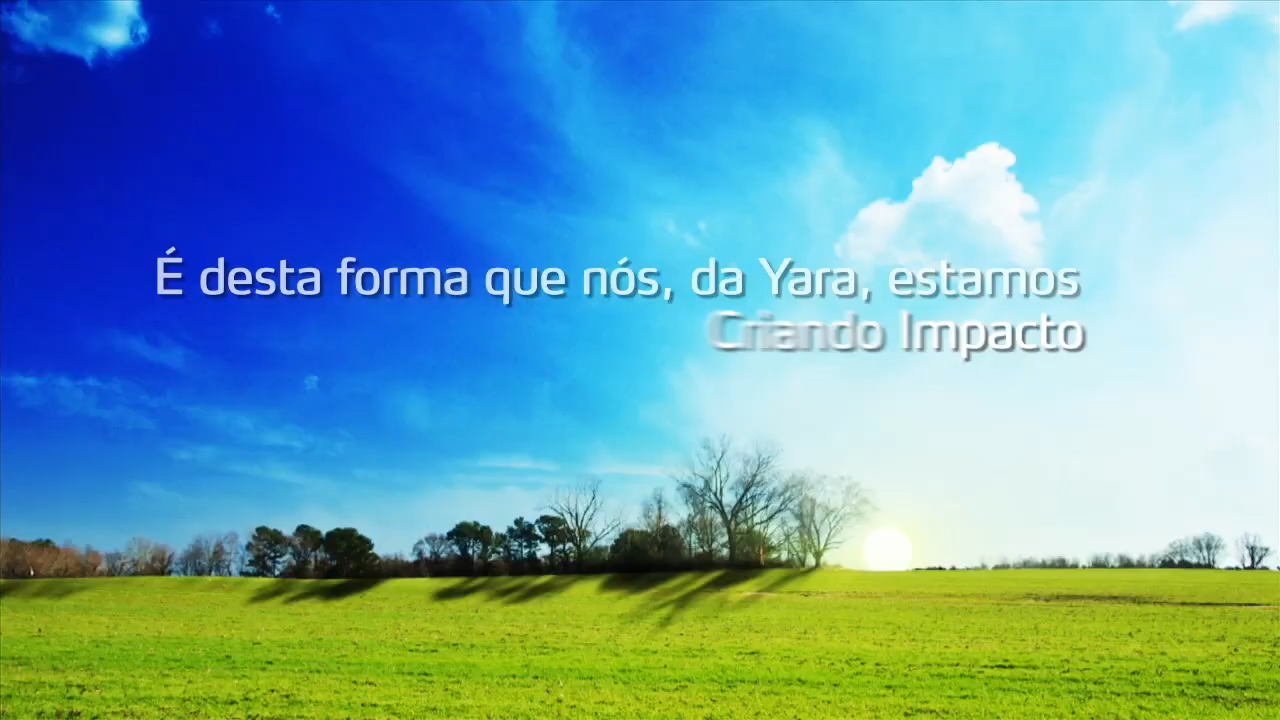 É desta forma que nós, da Yara, estamos
Criando Impacto